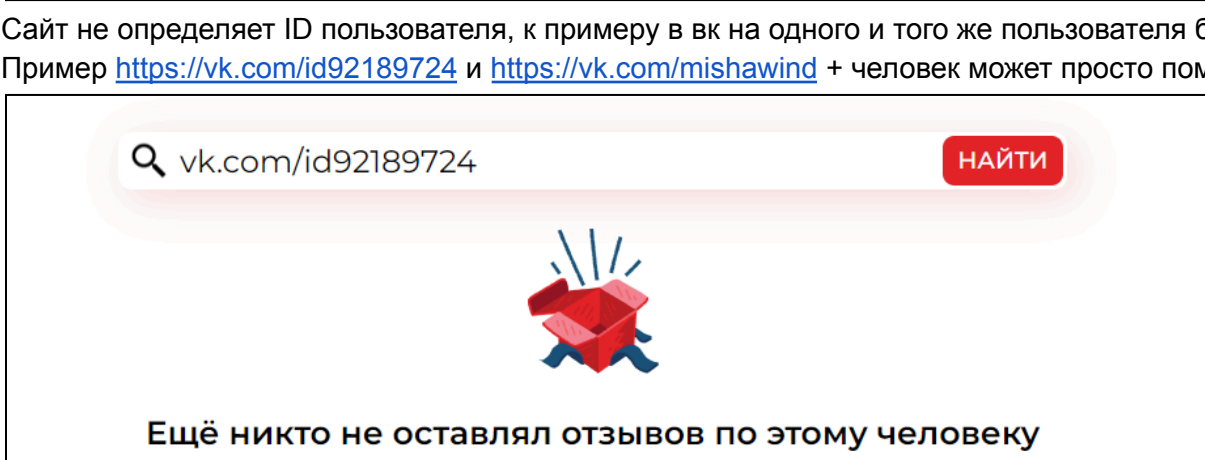 Сайт не определяет ID пользователя, к примеру в вк на одного и того же пользователя
Пример https://vk.com/id92189724 и https://vk.com/mishawind + человек может просто
vk.com/id92189724 НАЙТИ
Ещё никто не оставлял отзывов по этому человеку